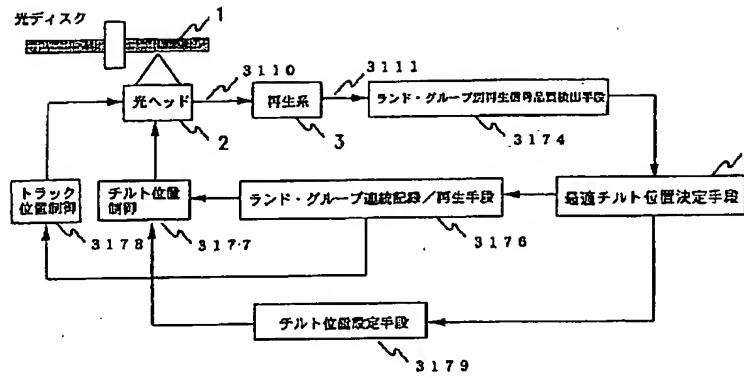 光ディスク
1
3110
3111
光ヘッド
再生系
ランド・グループ別再生信号品質検出手段
2
3
3174
トラック
位置制御
チルト位置
制御
ランド・グループ連続記録／再生手段
最適チルト位置決定手段
3178
3177
3176
チルト位置設定手段
3179